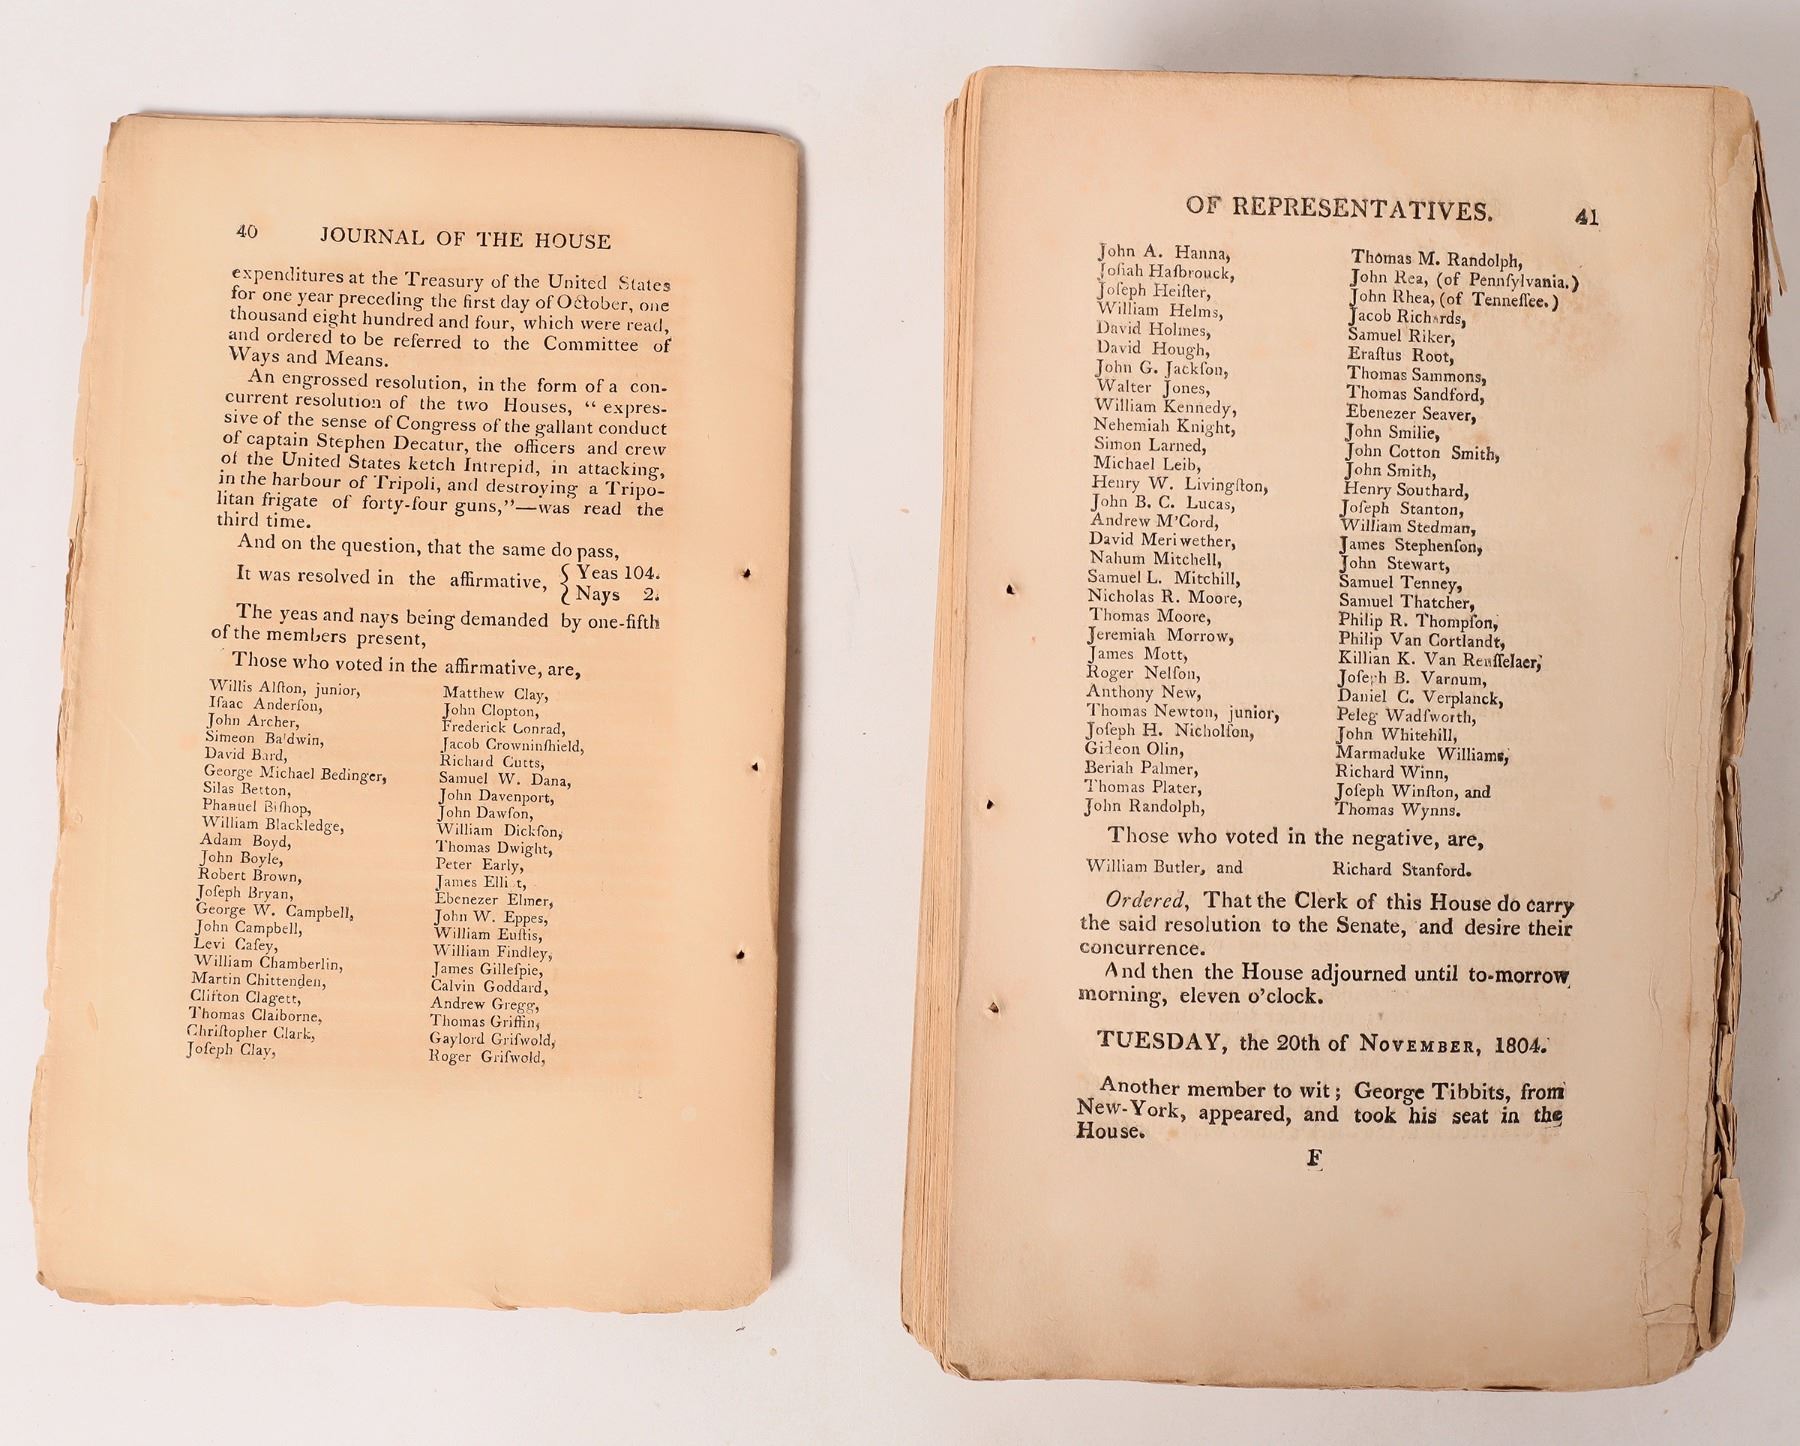 40 JOURNAL OF THE HOUSE
expenditures at the Treasury of the United States
for one year preceding the first day of October, one
thousand eight hundred and four, which were read,
and ordered to be referred to the Committee of
Ways and Means.
An engrossed resolution, in the form of a con-
current resolution of the two Houses, “ expres-
sive of the sense of Congress of the gallant conduct
of captain Stephen Decatur, the officers and crew
of the United States ketch Intrepid, in attacking,
in the harbour of Tripoli, and destroying a Tripo-
litan frigate of forty-four guns,”—was read the
third time.
And on the question, that the same do pass,
It was resolved in the affirmative, { Yeas 104.
Nays 2.
The yeas and nays being demanded by one-fifth
of the members present,
Those who voted in the affirmative, are,
Willis Alſton, junior,
Iſaac Anderſon,
John Archer,
Simeon Baldwin,
David Bard,
George Michael Bedinger,
Silas Betton,
Phanuel Biſhop,
William Blackledge,
Adam Boyd,
John Boyle,
Robert Brown,
Joſeph Bryan,
George W. Campbell,
John Campbell,
Levi Caſey,
William Chamberlin,
Martin Chittenden,
Clifton Clagett,
Thomas Claiborne,
Chriſtopher Clark,
Joſeph Clay,
Matthew Clay,
John Clopton,
Frederick Conrad,
Jacob Crowninſhield,
Richard Cutts,
Samuel W. Dana,
John Davenport,
John Dawſon,
William Dickſon,
Thomas Dwight,
Peter Early,
James Elli t,
Ebenezer Elmer,
John W. Eppes,
William Euſtis,
William Findley,
James Gilleſpie,
Calvin Goddard,
Andrew Gregg,
Thomas Griffin,
Gaylord Griſwold,
Roger Griſwold,
OF REPRESENTATIVES. 41
John A. Hanna,
Joſiah Haſbrouck,
Joſeph Heiſter,
William Helms,
David Holmes,
David Hough,
John G. Jackſon,
Walter Jones,
William Kennedy,
Nehemiah Knight,
Simon Larned,
Michael Leib,
Henry W. Livingſton,
John B. C. Lucas,
Andrew M'Cord,
David Meriwether,
Nahum Mitchell,
Samuel L. Mitchill,
Nicholas R. Moore,
Thomas Moore,
Jeremiah Morrow,
James Mott,
Roger Nelſon,
Anthony New,
Thomas Newton, junior,
Joſeph H. Nicholſon,
Gideon Olin,
Beriah Palmer,
Thomas Plater,
John Randolph,
Thomas M. Randolph,
John Rea, (of Pennſylvania.)
John Rhea, (of Tenneſſee.)
Jacob Richards,
Samuel Riker,
Eraſtus Root,
Thomas Sammons,
Thomas Sandford,
Ebenezer Seaver,
John Smilie,
John Cotton Smith,
John Smith,
Henry Southard,
Joſeph Stanton,
William Stedman,
James Stephenſon,
John Stewart,
Samuel Tenney,
Samuel Thatcher,
Philip R. Thompſon,
Philip Van Cortlandt,
Killian K. Van Renſſelaer,
Joſeph B. Varnum,
Daniel C. Verplanck,
Peleg Wadſworth,
John Whitehill,
Marmaduke Williams,
Richard Winn,
Joſeph Winſton, and
Thomas Wynns.
Those who voted in the negative, are,
William Butler, and Richard Stanford.
Ordered, That the Clerk of this House do carry
the said resolution to the Senate, and desire their
concurrence.
And then the House adjourned until to-morrow
morning, eleven o’clock.
TUESDAY, the 20th of NOVEMBER, 1804.
Another member to wit ; George Tibbits, from
New-York, appeared, and took his seat in the
House.
F